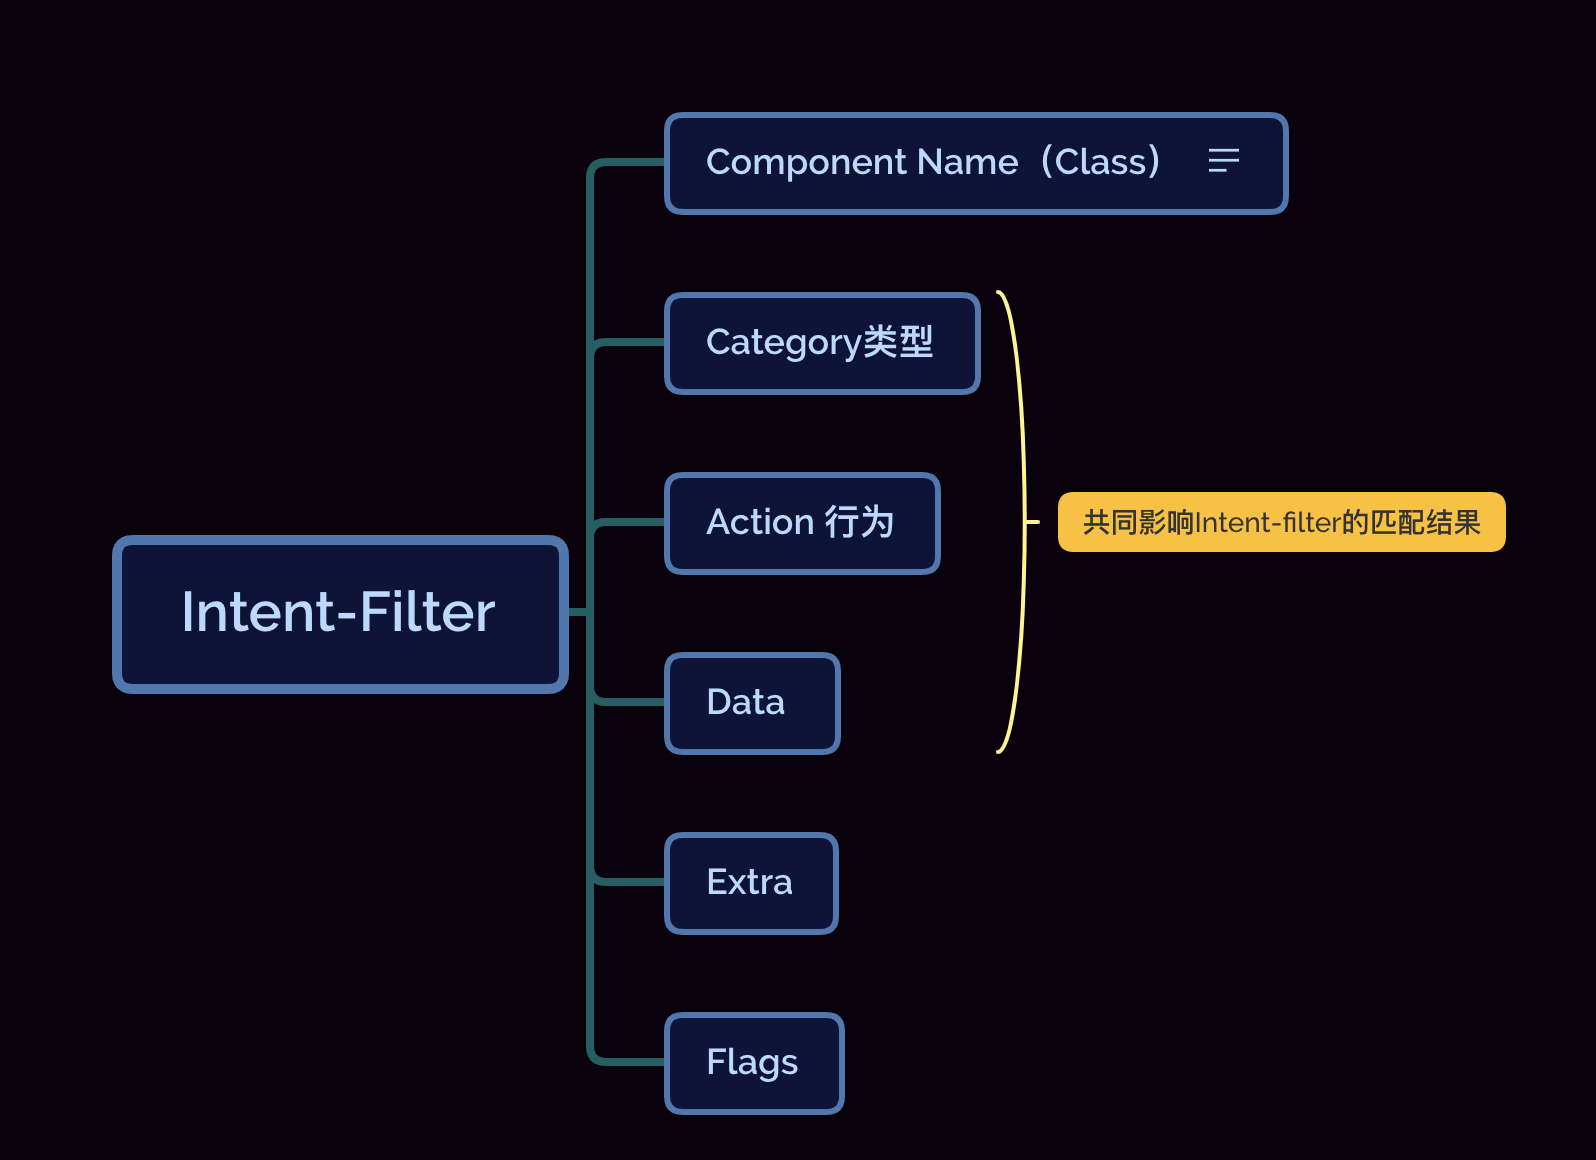 Component Name（Class）
Category类型
Action 行为
共同影响Intent-filter的匹配结果
Intent-Filter
Data
Extra
Flags